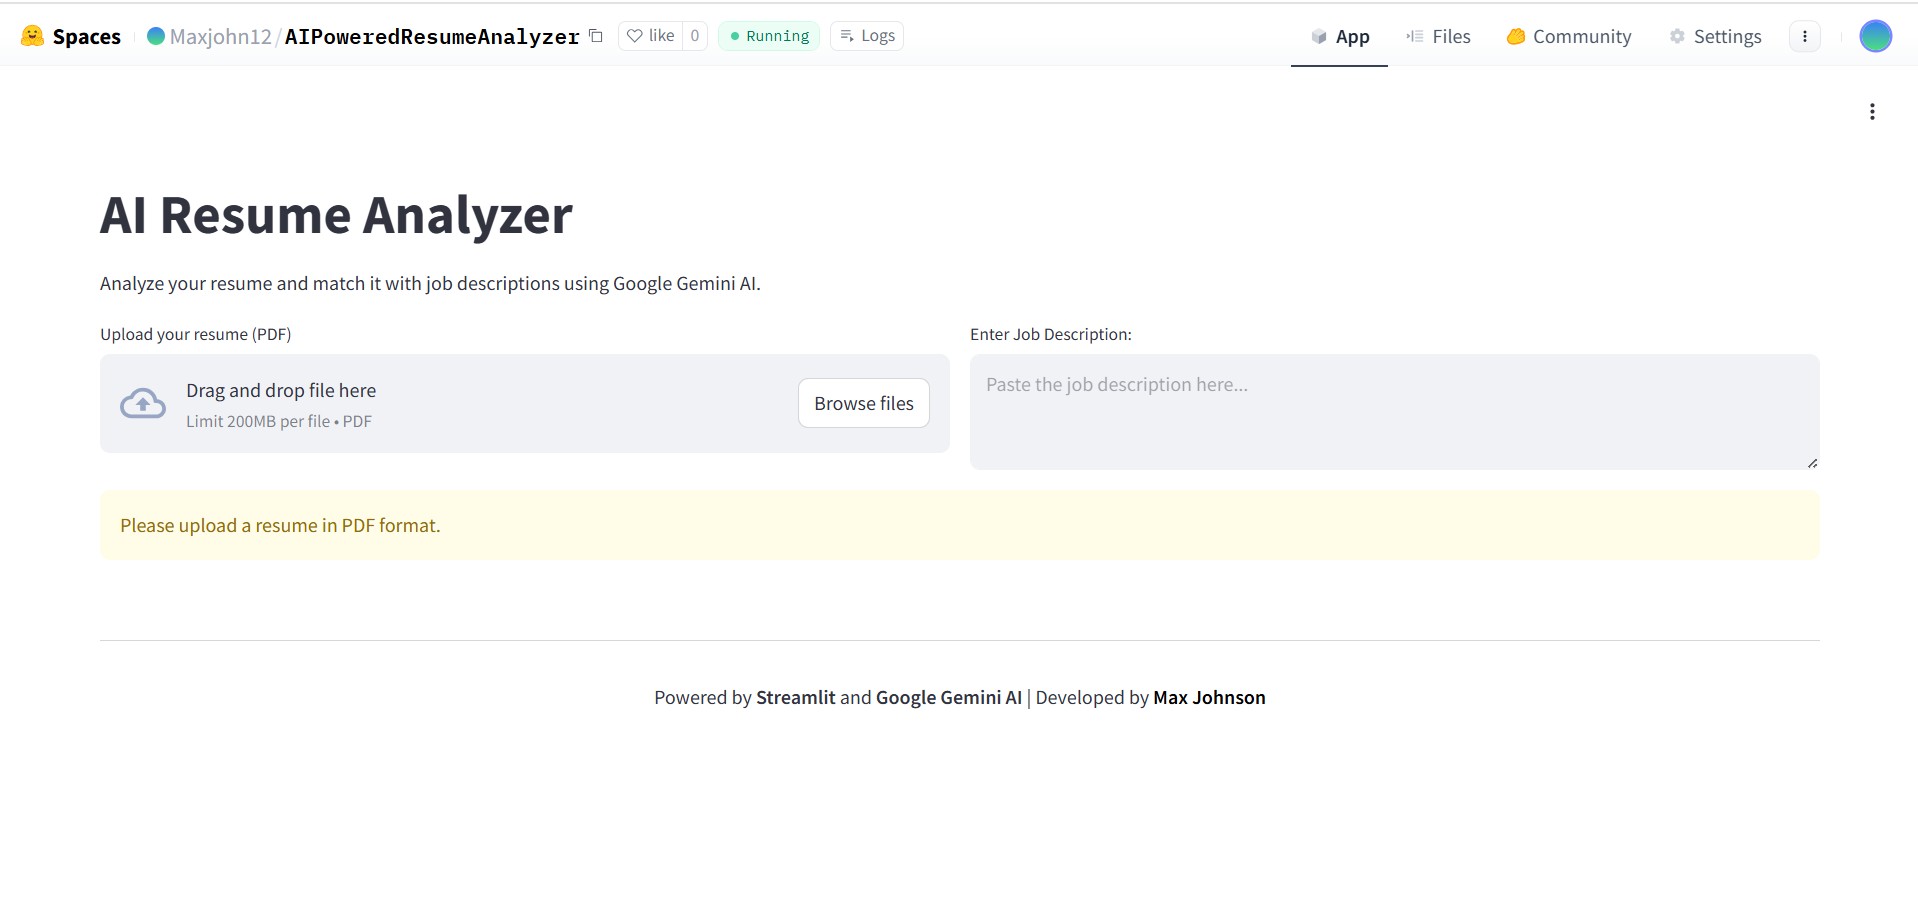 Spaces Maxjohn12/AIPoweredResumeAnalyzer like 0 Running Logs App Files Community Settings
AI Resume Analyzer
Analyze your resume and match it with job descriptions using Google Gemini AI.
Upload your resume (PDF)
Drag and drop file here
Limit 200MB per file • PDF
Browse files
Enter Job Description:
Paste the job description here...
Please upload a resume in PDF format.
Powered by Streamlit and Google Gemini AI | Developed by Max Johnson